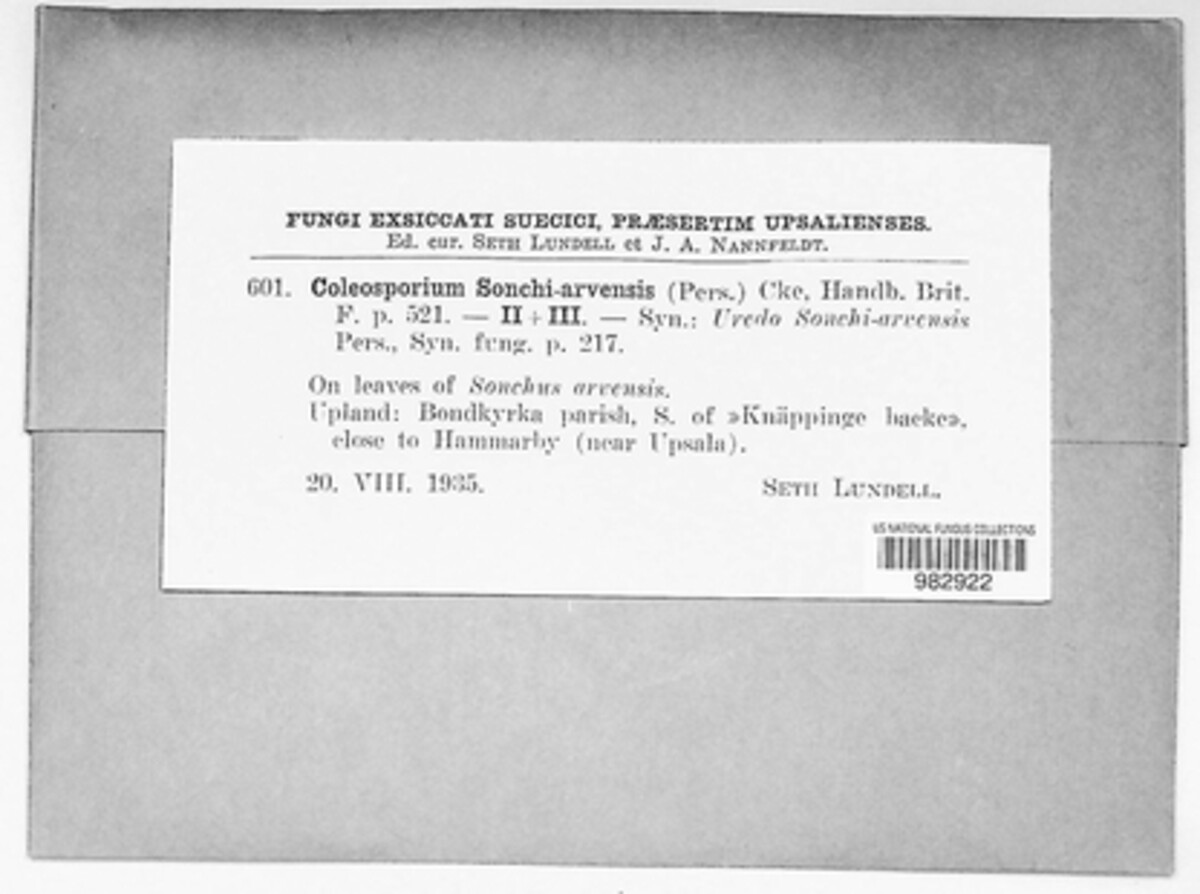 FUNGI EXSICCATI SUECICI, PRÆSERTIM UPSALIENSES.
Ed. cur. SETH LUNDELL et J. A. NANNFELDT.
601. Coleosporium Sonchi-arvensis (Pers.) Cke, Handb. Brit.
F. p. 521. — II + III. — Syn.: Uredo Sonchi-arvensis
Pers., Syn. fung. p. 217.
On leaves of Sonchus arvensis.
Upland: Bondkyrka parish, S. of »Knäppinge backe»,
close to Hammarby (near Upsala).
20. VIII. 1935. SETH LUNDELL.
US NATIONAL FUNGUS COLLECTIONS
982922